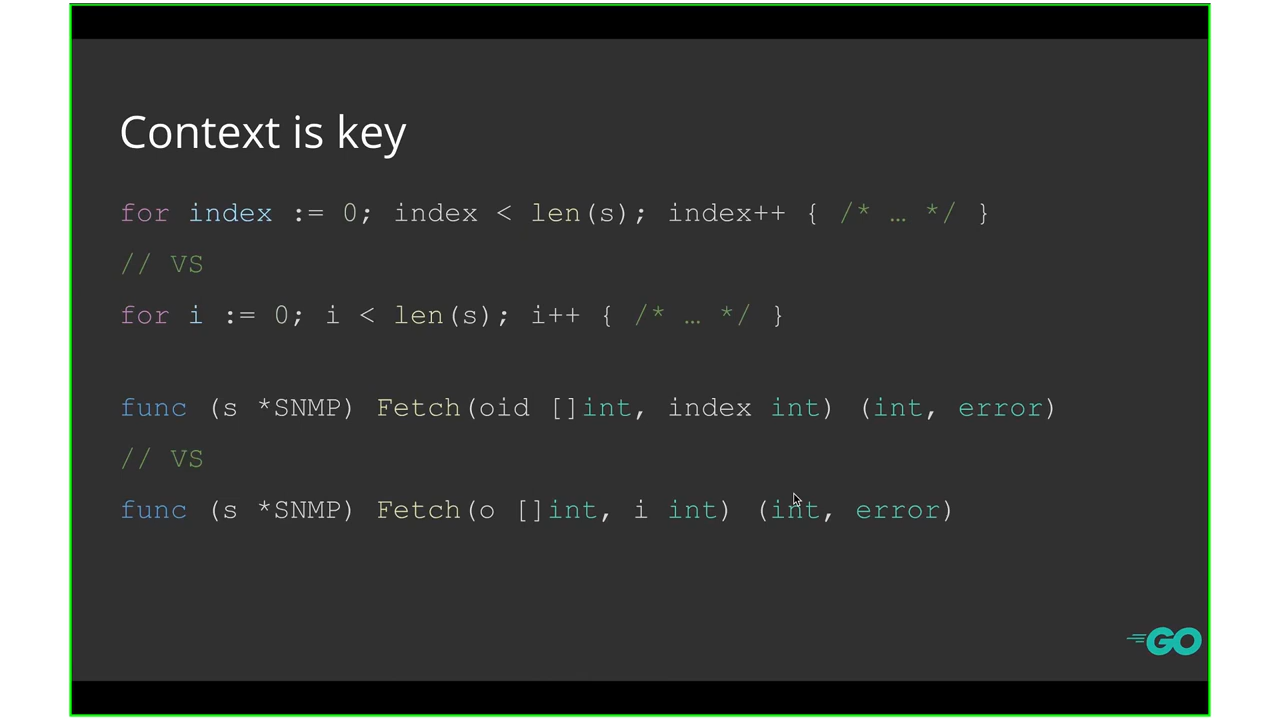 Context is key
for index := 0; index < len(s); index++ { /* … */ }
// VS
for i := 0; i < len(s); i++ { /* … */ }
func (s *SNMP) Fetch(oid []int, index int) (int, error)
// VS
func (s *SNMP) Fetch(o []int, i int) (int, error)
GO